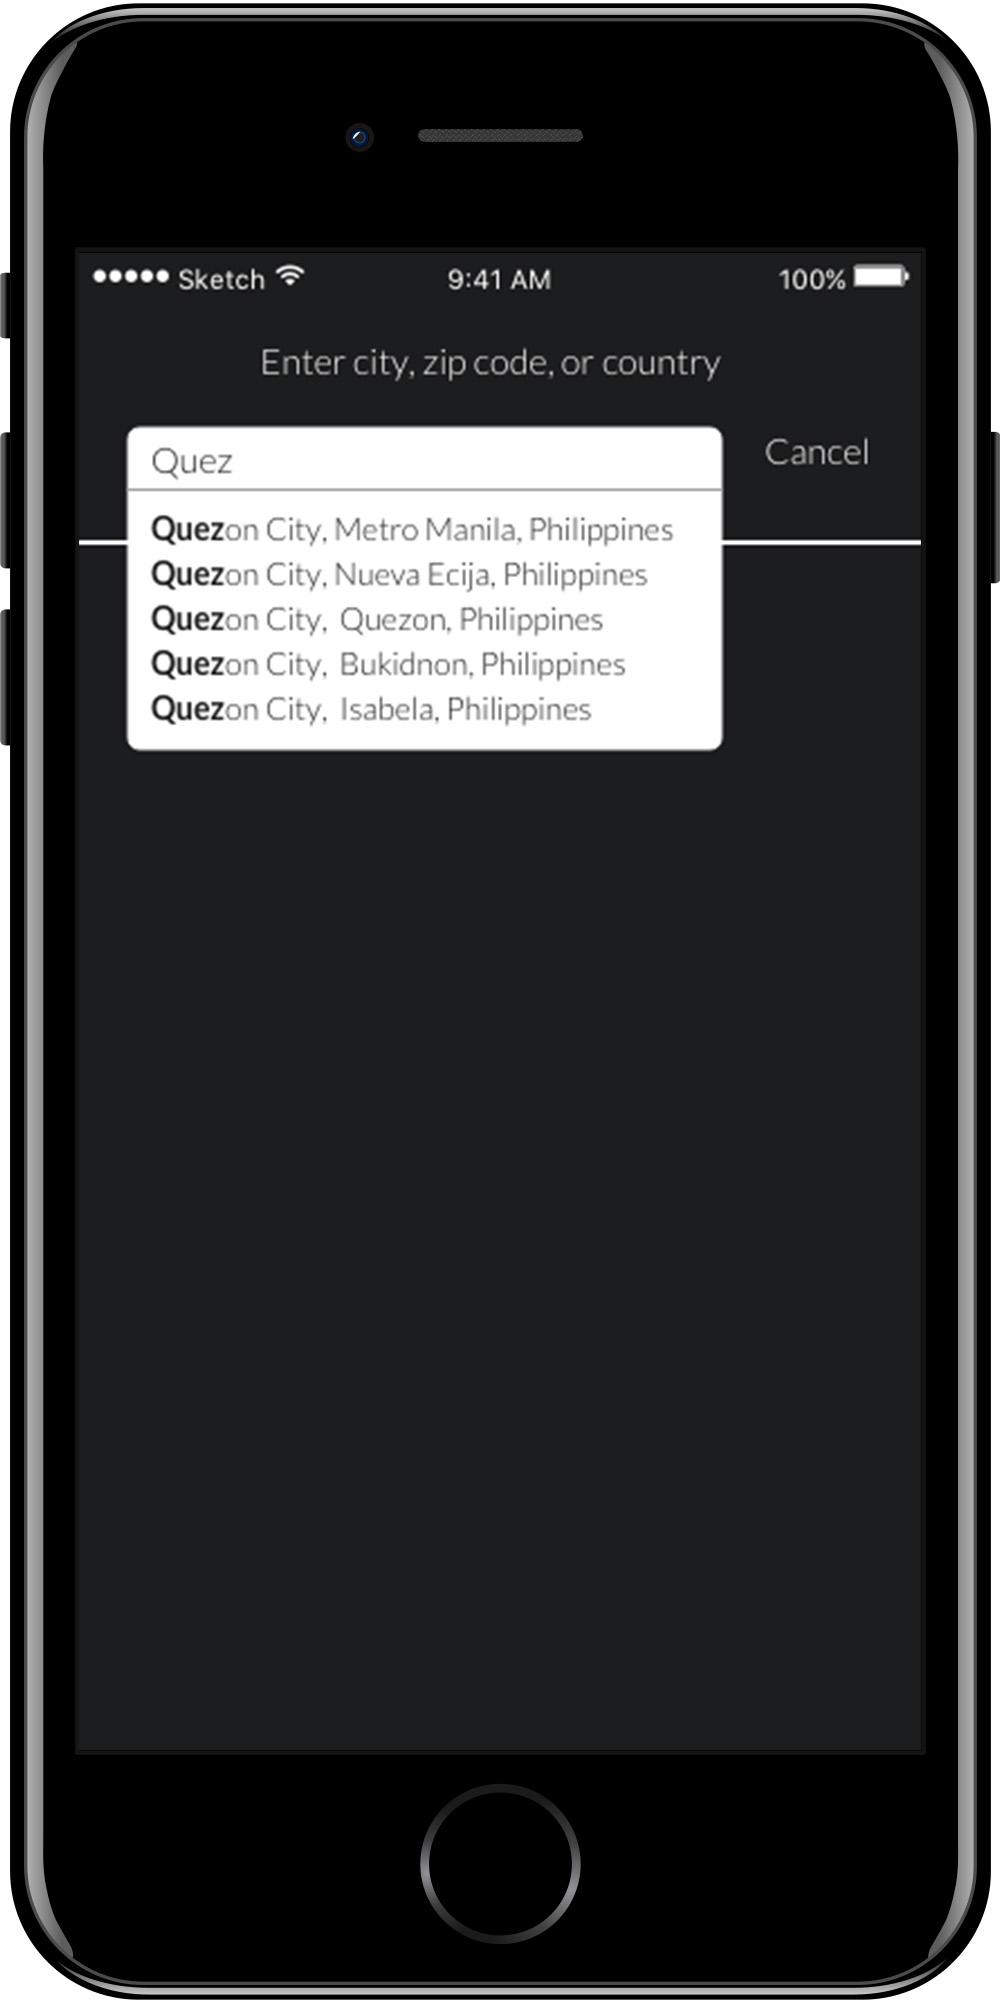 Sketch 9:41 AM 100%
Enter city, zip code, or country
Quez Cancel
Quezon City, Metro Manila, Philippines
Quezon City, Nueva Ecija, Philippines
Quezon City, Quezon, Philippines
Quezon City, Bukidnon, Philippines
Quezon City, Isabela, Philippines